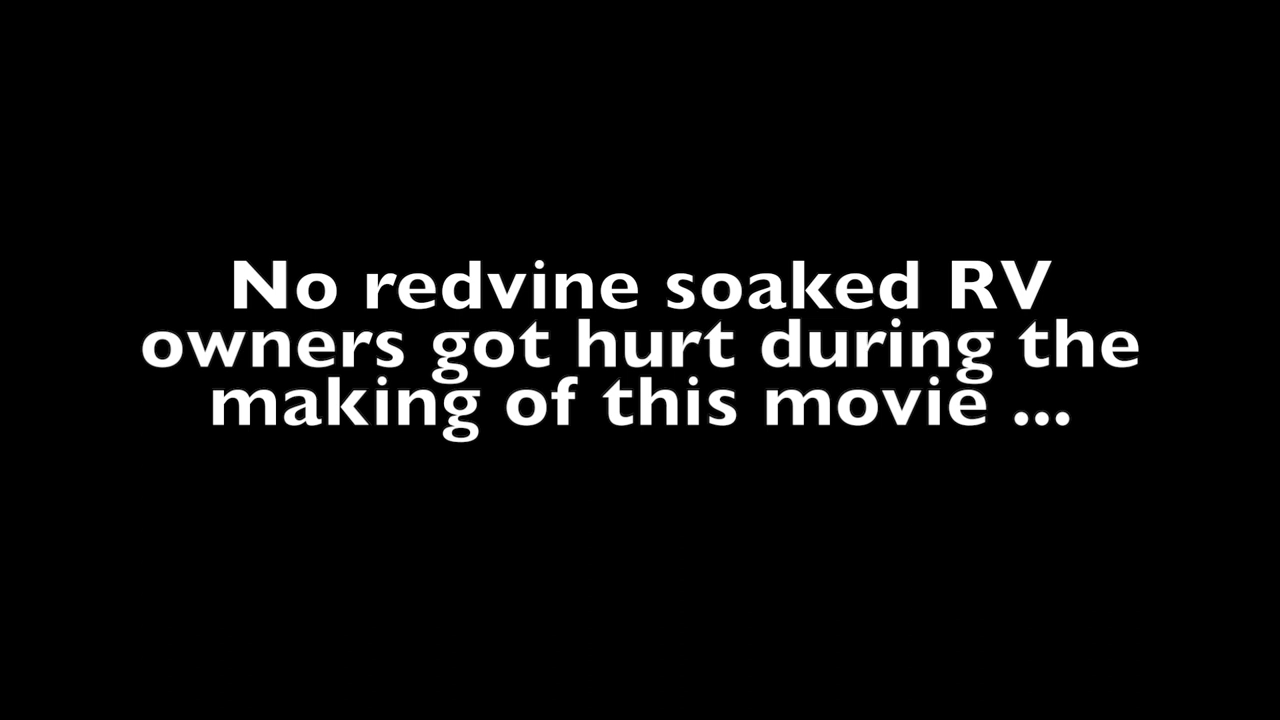 No redvine soaked RV
owners got hurt during the
making of this movie ...